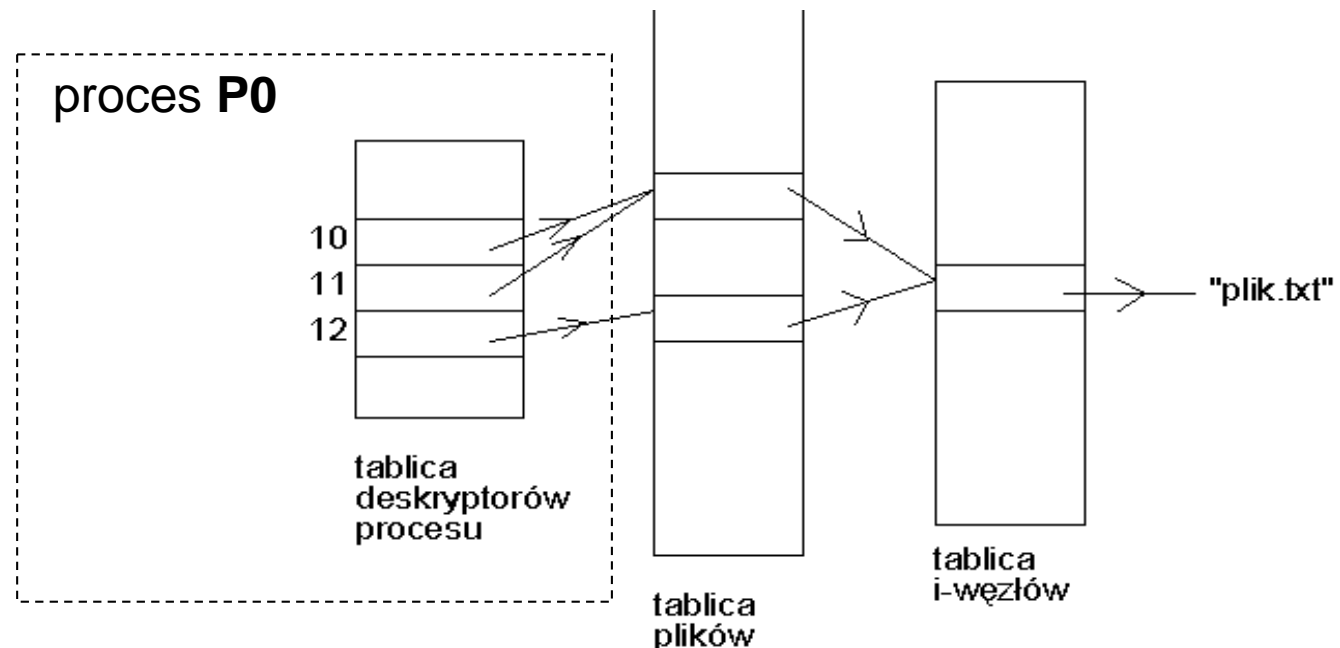 proces P0
10
11
12
"plik.txt"
tablica
deskryptorów
procesu
tablica
plików
tablica
i-węzłów